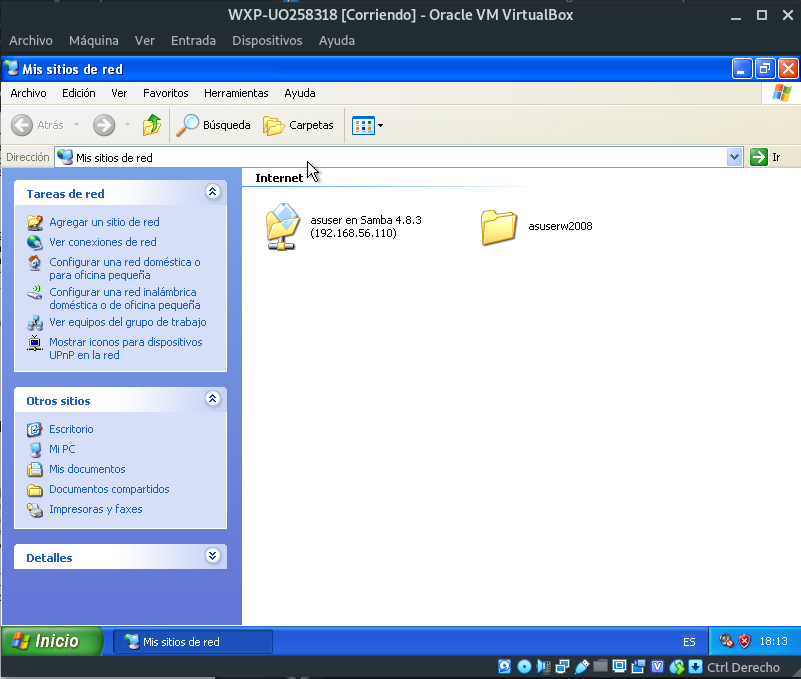 WXP-UO258318 [Corriendo] - Oracle VM VirtualBox
Archivo Máquina Ver Entrada Dispositivos Ayuda
Mis sitios de red
Archivo Edición Ver Favoritos Herramientas Ayuda
Atrás Búsqueda Carpetas
Dirección Mis sitios de red Ir
Tareas de red
Agregar un sitio de red
Ver conexiones de red
Configurar una red doméstica o
para oficina pequeña
Configurar una red inalámbrica
doméstica o de oficina pequeña
Ver equipos del grupo de trabajo
Mostrar iconos para dispositivos
UPnP en la red
Otros sitios
Escritorio
Mi PC
Mis documentos
Documentos compartidos
Impresoras y faxes
Detalles
Internet
asuser en Samba 4.8.3
(192.168.56.110)
asuserw2008
Inicio Mis sitios de red ES 18:13
Ctrl Derecho